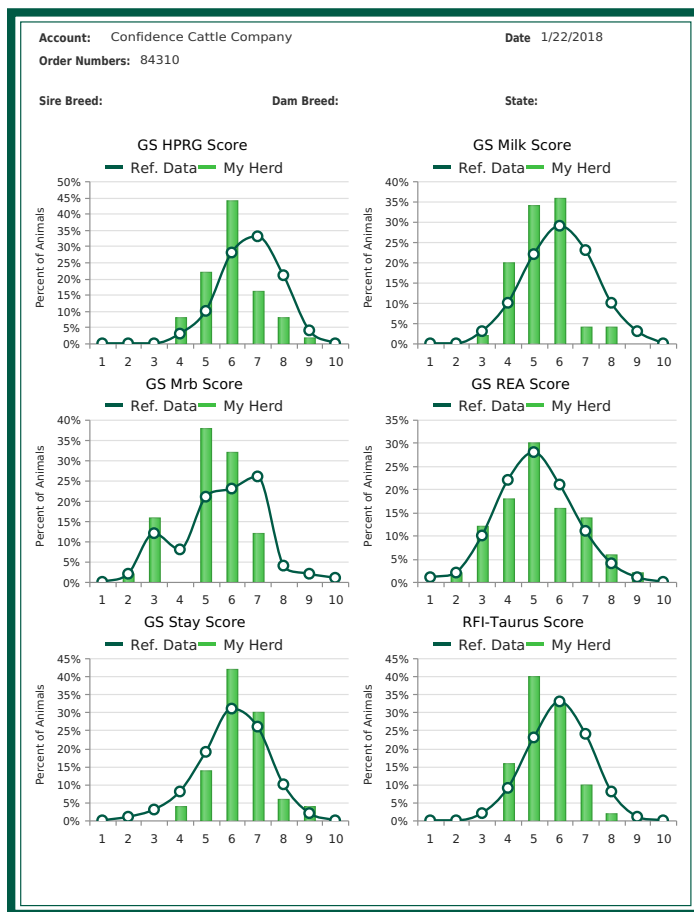 Account: Confidence Cattle Company Date 1/22/2018
Order Numbers: 84310
Sire Breed: Dam Breed: State:
GS HPRG Score
Ref. Data My Herd
Percent of Animals
50%
45%
40%
35%
30%
25%
20%
15%
10%
5%
0%
1 2 3 4 5 6 7 8 9 10
GS Milk Score
Ref. Data My Herd
Percent of Animals
40%
35%
30%
25%
20%
15%
10%
5%
0%
1 2 3 4 5 6 7 8 9 10
GS Mrb Score
Ref. Data My Herd
Percent of Animals
40%
35%
30%
25%
20%
15%
10%
5%
0%
1 2 3 4 5 6 7 8 9 10
GS REA Score
Ref. Data My Herd
Percent of Animals
35%
30%
25%
20%
15%
10%
5%
0%
1 2 3 4 5 6 7 8 9 10
GS Stay Score
Ref. Data My Herd
Percent of Animals
45%
40%
35%
30%
25%
20%
15%
10%
5%
0%
1 2 3 4 5 6 7 8 9 10
RFI-Taurus Score
Ref. Data My Herd
Percent of Animals
45%
40%
35%
30%
25%
20%
15%
10%
5%
0%
1 2 3 4 5 6 7 8 9 10